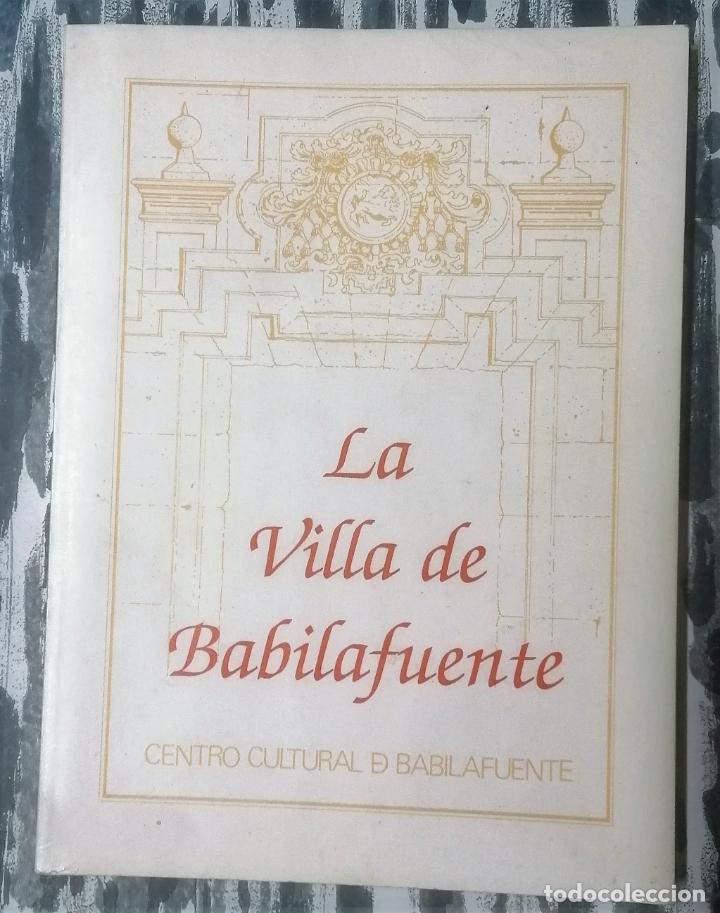 La
Villa de
Babilafuente
CENTRO CULTURAL Đ BABILAFUENTE
todocoleccion